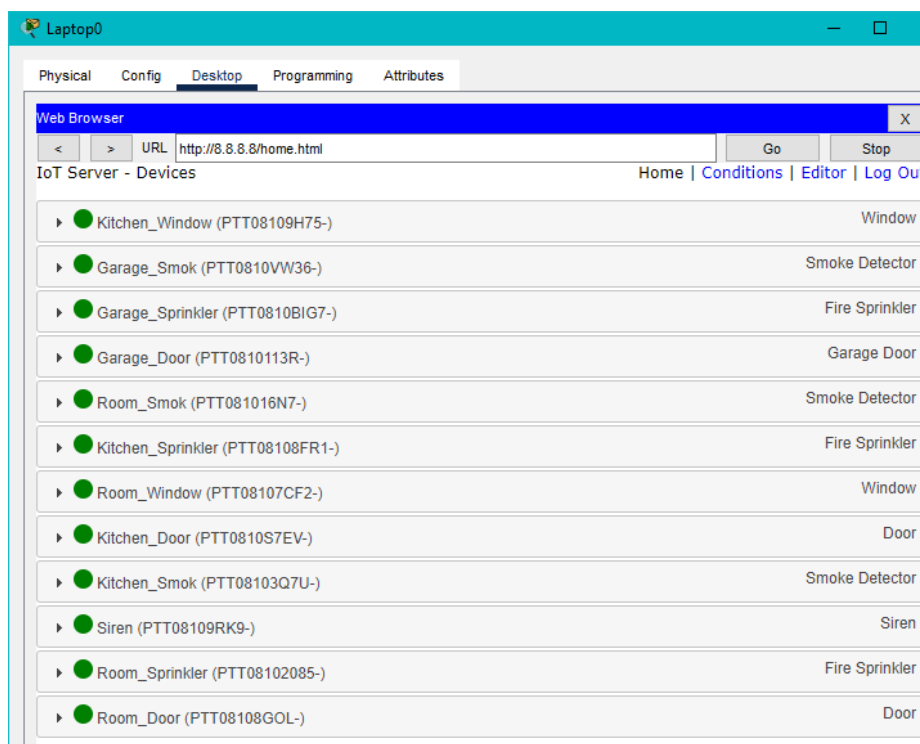 Laptop0
Physical Config Desktop Programming Attributes
Web Browser X
< > URL http://8.8.8.8/home.html Go Stop
IoT Server - Devices Home | Conditions | Editor | Log Ou
Kitchen_Window (PTT08109H75-) Window
Garage_Smok (PTT0810VW36-) Smoke Detector
Garage_Sprinkler (PTT0810BIG7-) Fire Sprinkler
Garage_Door (PTT0810113R-) Garage Door
Room_Smok (PTT081016N7-) Smoke Detector
Kitchen_Sprinkler (PTT08108FR1-) Fire Sprinkler
Room_Window (PTT08107CF2-) Window
Kitchen_Door (PTT0810S7EV-) Door
Kitchen_Smok (PTT08103Q7U-) Smoke Detector
Siren (PTT08109RK9-) Siren
Room_Sprinkler (PTT08102085-) Fire Sprinkler
Room_Door (PTT08108GOL-) Door